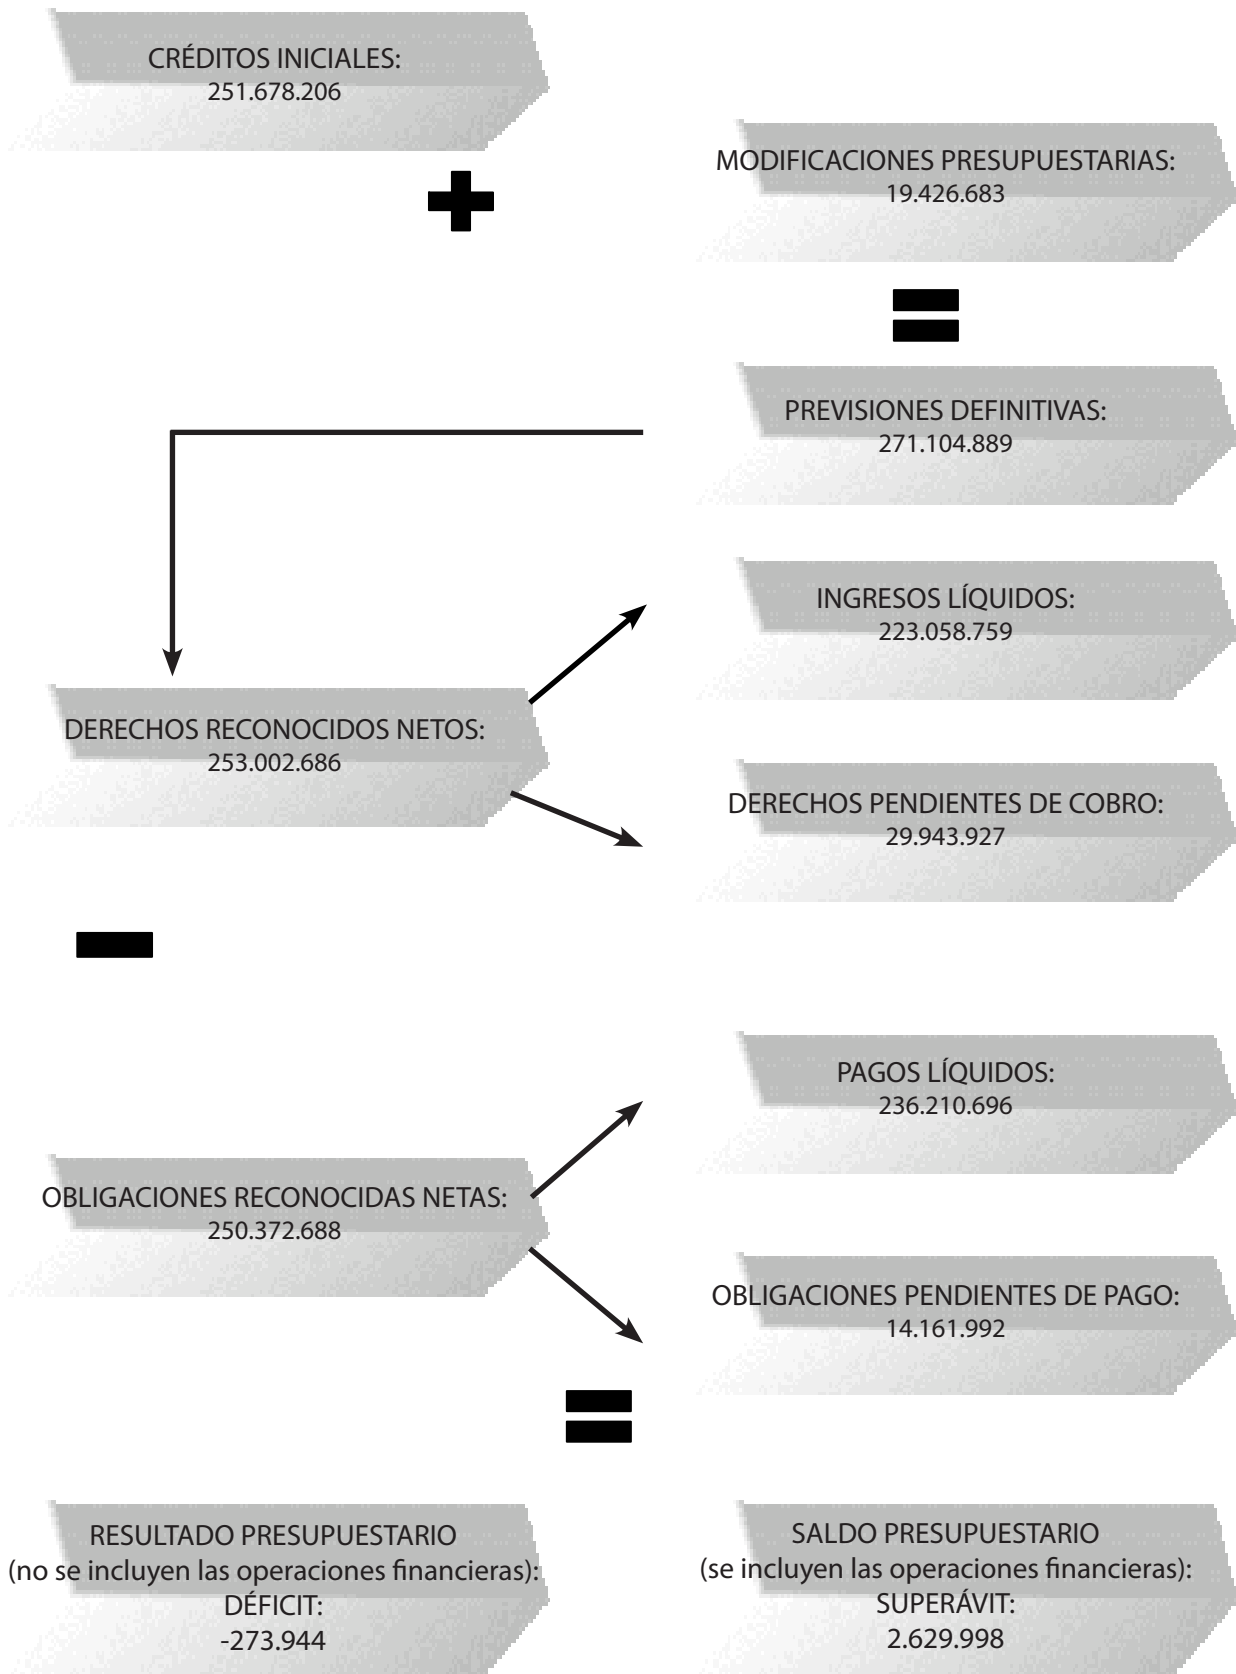 CRÉDITOS INICIALES:
251.678.206
MODIFICACIONES PRESUPUESTARIAS:
19.426.683
PREVISIONES DEFINITIVAS:
271.104.889
INGRESOS LÍQUIDOS:
223.058.759
DERECHOS RECONOCIDOS NETOS:
253.002.686
DERECHOS PENDIENTES DE COBRO:
29.943.927
PAGOS LÍQUIDOS:
236.210.696
OBLIGACIONES RECONOCIDAS NETAS:
250.372.688
OBLIGACIONES PENDIENTES DE PAGO:
14.161.992
RESULTADO PRESUPUESTARIO
(no se incluyen las operaciones financieras):
DÉFICIT:
-273.944
SALDO PRESUPUESTARIO
(se incluyen las operaciones financieras):
SUPERÁVIT:
2.629.998